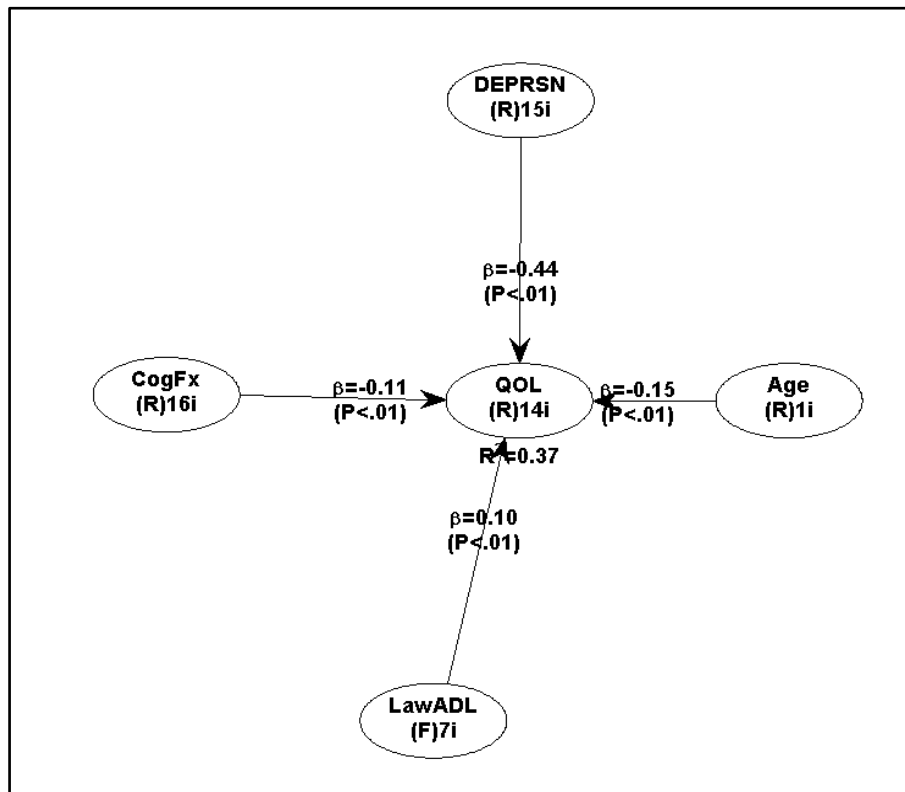 DEPRSN
(R)15i
β=-0.44
(P<.01)
CogFx
(R)16i
β=-0.11
(P<.01)
QOL
(R)14i
β=-0.15
(P<.01)
Age
(R)1i
R²=0.37
β=0.10
(P<.01)
LawADL
(F)7i